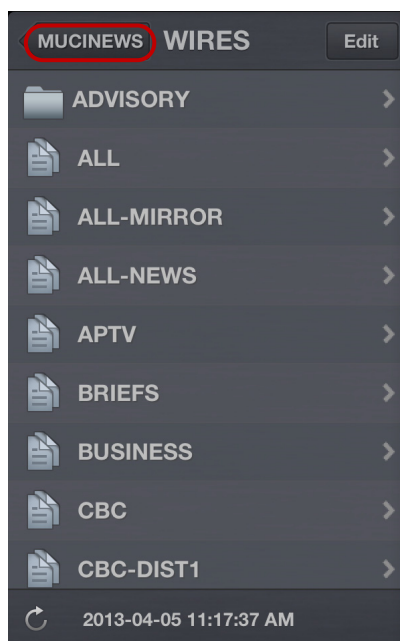 MUCINEWS WIRES Edit
ADVISORY
ALL
ALL-MIRROR
ALL-NEWS
APTV
BRIEFS
BUSINESS
CBC
CBC-DIST1
2013-04-05 11:17:37 AM